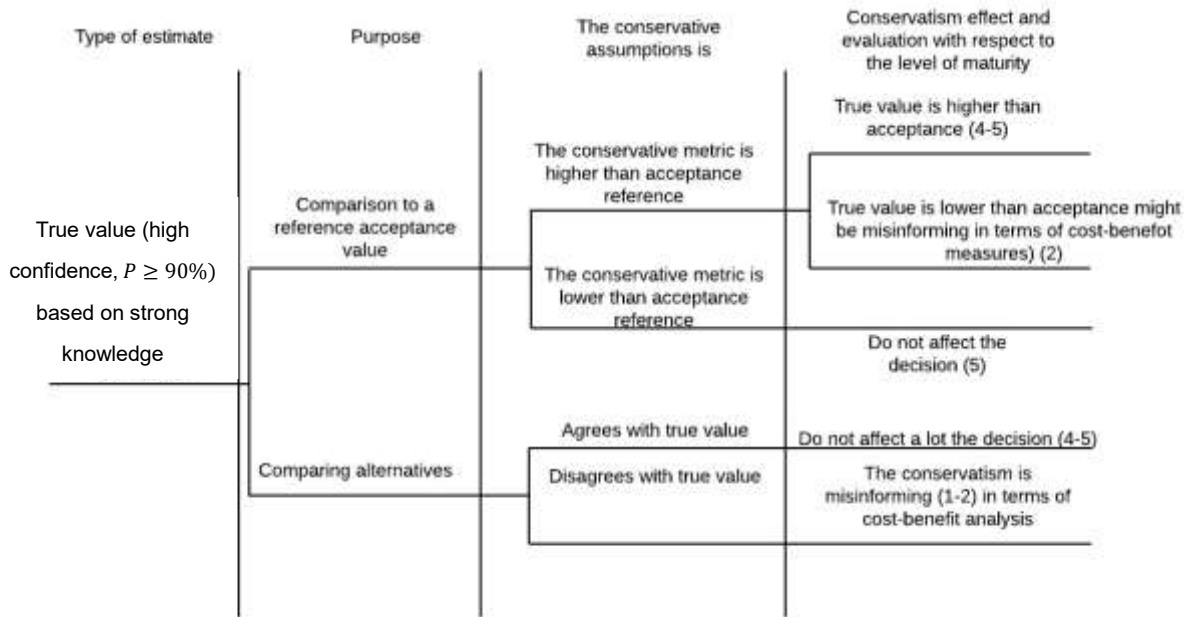 Type of estimate
Purpose
The conservative
assumptions is
Conservatism effect and
evaluation with respect to
the level of maturity
True value (high
confidence, P ≥ 90%)
based on strong
knowledge
Comparison to a
reference acceptance
value
The conservative metric is
higher than acceptance
reference
True value is higher than
acceptance (4-5)
True value is lower than acceptance might
be misinforming in terms of cost-benefot
measures) (2)
The conservative metric is
lower than acceptance
reference
Do not affect the
decision (5)
Comparing alternatives
Agrees with true value
Do not affect a lot the decision (4-5)
Disagrees with true value
The conservatism is
misinforming (1-2) in terms of
cost-benefit analysis